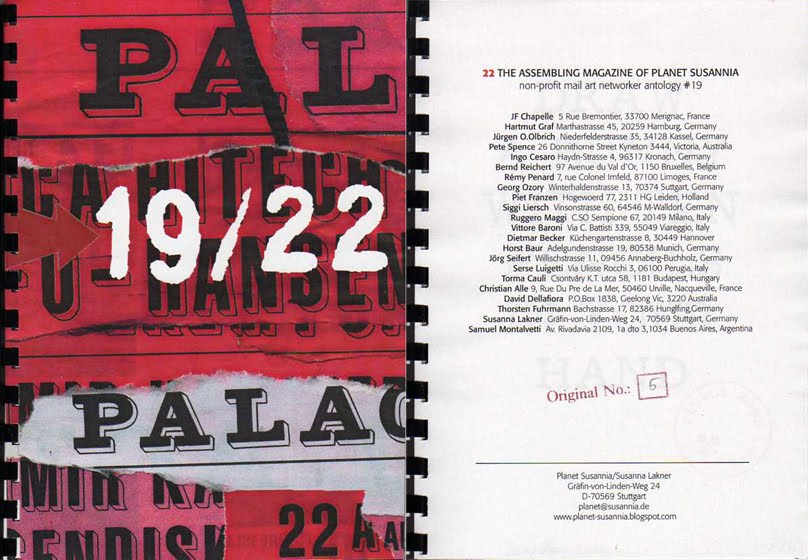 PAL
CA HITECH
19/22
U-HANSEN
PALAC
MIR KA
22 A
ENDISK
22 THE ASSEMBLING MAGAZINE OF PLANET SUSANNIA
non-profit mail art networker antology #19
JF Chapelle 5 Rue Bremontier, 33700 Merignac, France
Hartmut Graf Marthastrasse 45, 20259 Hamburg, Germany
Jürgen O.Olbrich Niederfelderstrasse 35, 34128 Kassel, Germany
Pete Spence 26 Donnithorne Street Kyneton 3444, Victoria, Australia
Ingo Cesaro Haydn-Strasse 4, 96317 Kronach, Germany
Bernd Reichert 97 Avenue du Val d'Or, 1150 Bruxelles, Belgium
Rémy Penard 7, rue Colonel Imfeld, 87100 Limoges, France
Georg Ozory Winterhaldenstrasse 13, 70374 Suttgart, Germany
Piet Franzen Hogewoerd 77, 2311 HG Leiden, Holland
Siggi Liersch Vinsonstrasse 60, 64546 M-Walldorf, Germany
Ruggero Maggi C.SO Sempione 67, 20149 Milano, Italy
Vittore Baroni Via C. Battisti 339, 55049 Viareggio, Italy
Dietmar Becker Küchengartenstrasse 8, 30449 Hannover
Horst Baur Adelgundenstrasse 19, 80538 Munich, Germany
Jörg Seifert Willischstrasse 11, 09456 Annaberg-Buchholz, Germany
Serse Luigetti Via Ulisse Rocchi 3, 06100 Perugia, Italy
Torma Cauli Csontváry K.T. utca 58, 1181 Budapest, Hungary
Christian Alle 9, Rue Du Pre de La Mer, 50460 Urville, Nacqueville, France
David Dellafiora P.O.Box 1838, Geelong Vic, 3220 Australia
Thorsten Fuhrmann Bachstrasse 17, 82386 Hunglfing,Germany
Susanna Lakner Gräfin-von-Linden-Weg 24, 70569 Stuttgart, Germany
Samuel Montalvetti Av. Rivadavia 2109, 1a dto 3,1034 Buenos Aires, Argentina
Original No.: 5
Planet Susannia/Susanna Lakner
Gräfin-von-Linden-Weg 24
D-70569 Stuttgart
planet@susannia.de
www.planet-susannia.blogspot.com